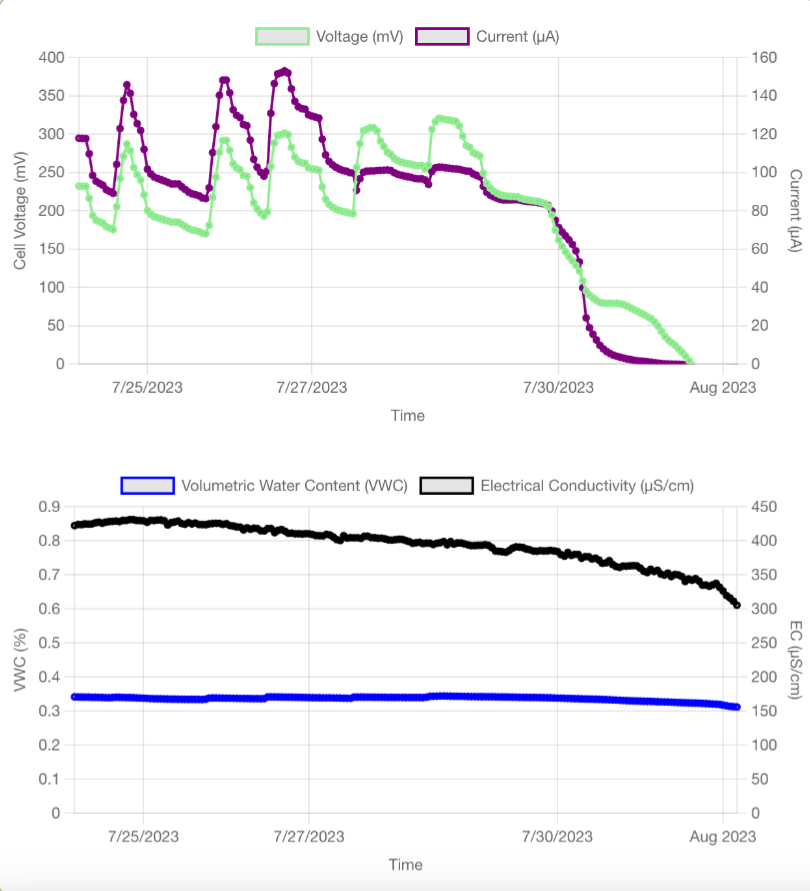 Voltage (mV) Current (µA)
400 160
350 140
300 120
250 100
200 80
150 60
100 40
50 20
0 0
Cell Voltage (mV)
Current (µA)
7/25/2023 7/27/2023 7/30/2023 Aug 2023
Time
Volumetric Water Content (VWC) Electrical Conductivity (µS/cm)
0.9 450
0.8 400
0.7 350
0.6 300
0.5 250
0.4 200
0.3 150
0.2 100
0.1 50
0 0
VWC (%)
EC (µS/cm)
7/25/2023 7/27/2023 7/30/2023 Aug 2023
Time